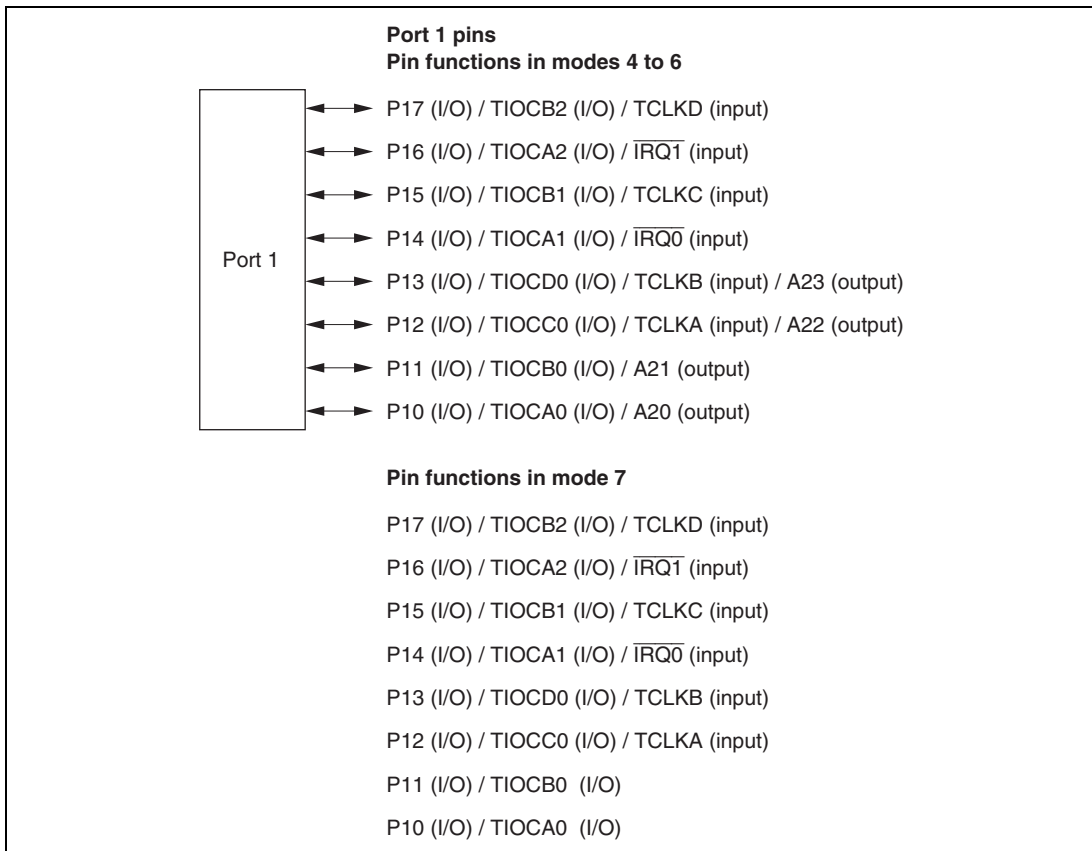 Port 1 pins
Pin functions in modes 4 to 6
P17 (I/O) / TIOCB2 (I/O) / TCLKD (input)
P16 (I/O) / TIOCA2 (I/O) / I̅R̅Q̅1̅ (input)
P15 (I/O) / TIOCB1 (I/O) / TCLKC (input)
P14 (I/O) / TIOCA1 (I/O) / I̅R̅Q̅0̅ (input)
Port 1
P13 (I/O) / TIOCD0 (I/O) / TCLKB (input) / A23 (output)
P12 (I/O) / TIOCC0 (I/O) / TCLKA (input) / A22 (output)
P11 (I/O) / TIOCB0 (I/O) / A21 (output)
P10 (I/O) / TIOCA0 (I/O) / A20 (output)
Pin functions in mode 7
P17 (I/O) / TIOCB2 (I/O) / TCLKD (input)
P16 (I/O) / TIOCA2 (I/O) / I̅R̅Q̅1̅ (input)
P15 (I/O) / TIOCB1 (I/O) / TCLKC (input)
P14 (I/O) / TIOCA1 (I/O) / I̅R̅Q̅0̅ (input)
P13 (I/O) / TIOCD0 (I/O) / TCLKB (input)
P12 (I/O) / TIOCC0 (I/O) / TCLKA (input)
P11 (I/O) / TIOCB0 (I/O)
P10 (I/O) / TIOCA0 (I/O)